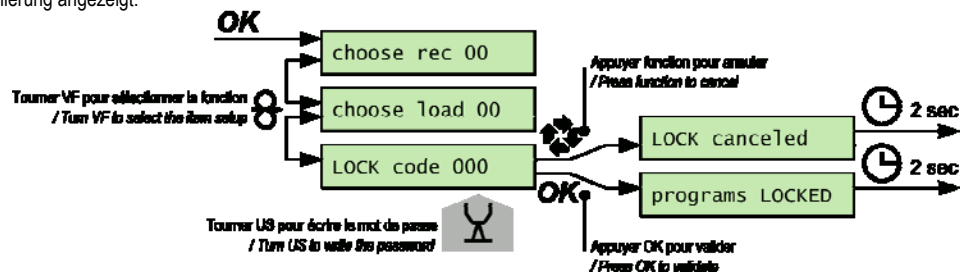 ierung angezeigt.
OK
choose rec 00
Appuyer fonction pour annuler
/ Press function to cancel
Tourner VF pour sélectionner la fonction
/ Turn VF to select the item setup
choose load 00
2 sec
LOCK canceled
LOCK code 000
2 sec
OK
programs LOCKED
Tourner US pour écrire le mot de passe
/ Turn US to write the password
Appuyer OK pour valider
/ Press OK to validate